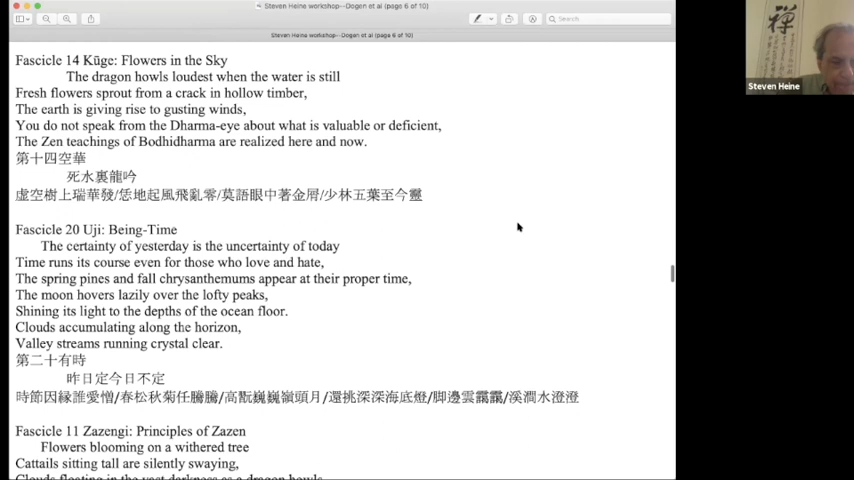 Steven Heine workshop--Dogen et al (page 6 of 10)
Search
Steven Heine workshop--Dogen et al (page 6 of 10)
Fascicle 14 Kūge: Flowers in the Sky
The dragon howls loudest when the water is still
Fresh flowers sprout from a crack in hollow timber,
The earth is giving rise to gusting winds,
You do not speak from the Dharma-eye about what is valuable or deficient,
The Zen teachings of Bodhidharma are realized here and now.
第十四空華
死水裏龍吟
虛空樹上瑞華發/恁地起風飛亂零/莫語眼中著金屑/少林五葉至今靈
Fascicle 20 Uji: Being-Time
The certainty of yesterday is the uncertainty of today
Time runs its course even for those who love and hate,
The spring pines and fall chrysanthemums appear at their proper time,
The moon hovers lazily over the lofty peaks,
Shining its light to the depths of the ocean floor.
Clouds accumulating along the horizon,
Valley streams running crystal clear.
第二十有時
昨日定今日不定
時節因緣誰愛憎/春松秋菊任騰騰/高翫巍巍嶺頭月/還挑深深海底燈/脚邊雲靄靄/溪澗水澄澄
Fascicle 11 Zazengi: Principles of Zazen
Flowers blooming on a withered tree
Cattails sitting tall are silently swaying,
Clouds floating in the vast darkness as a dragon howls
禅
Steven Heine